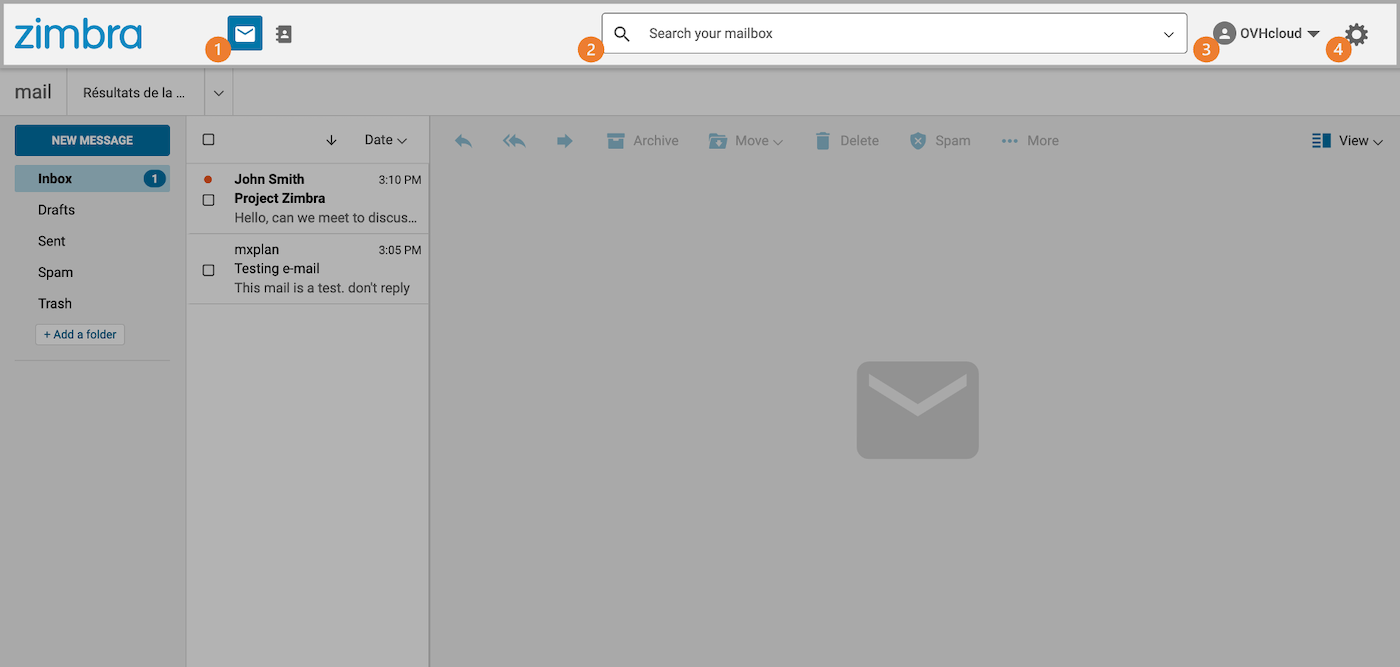 zimbra
1
2
Search your mailbox
3
OVHcloud
4
mail
Résultats de la ...
NEW MESSAGE
Inbox
1
Drafts
Sent
Spam
Trash
+ Add a folder
Date
John Smith
3:10 PM
Project Zimbra
Hello, can we meet to discus...
mxplan
3:05 PM
Testing e-mail
This mail is a test. don't reply
Archive
Move
Delete
Spam
More
View